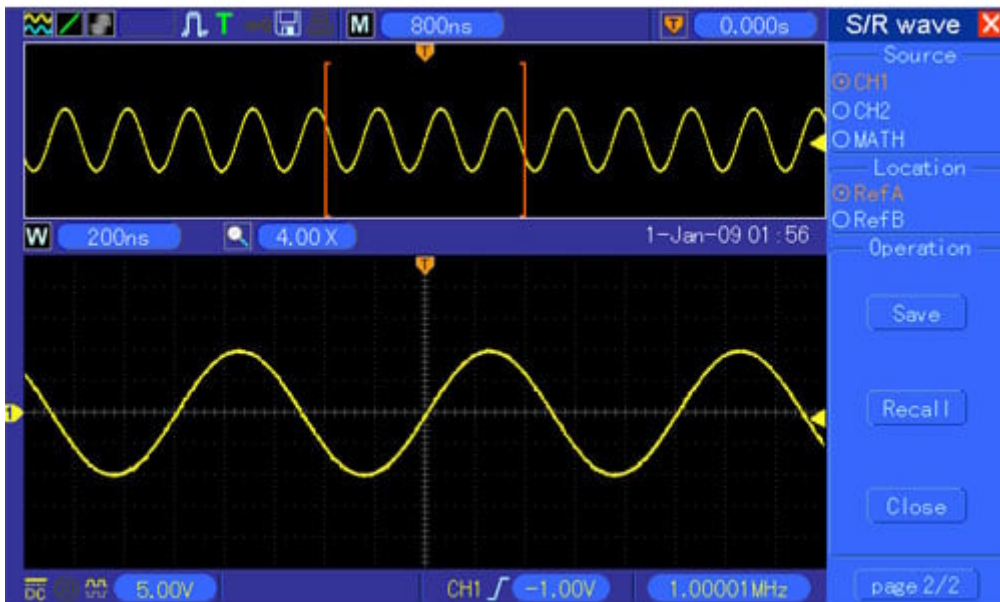 T M 800ns T 0.000s
S/R wave X
Source
CH1
CH2
MATH
Location
RefA
RefB
Operation
Save
Recall
Close
page 2/2
T
W 200ns 4.00X 1-Jan-09 01:56
T
1
DC 5.00V CH1 -1.00V 1.00001MHz